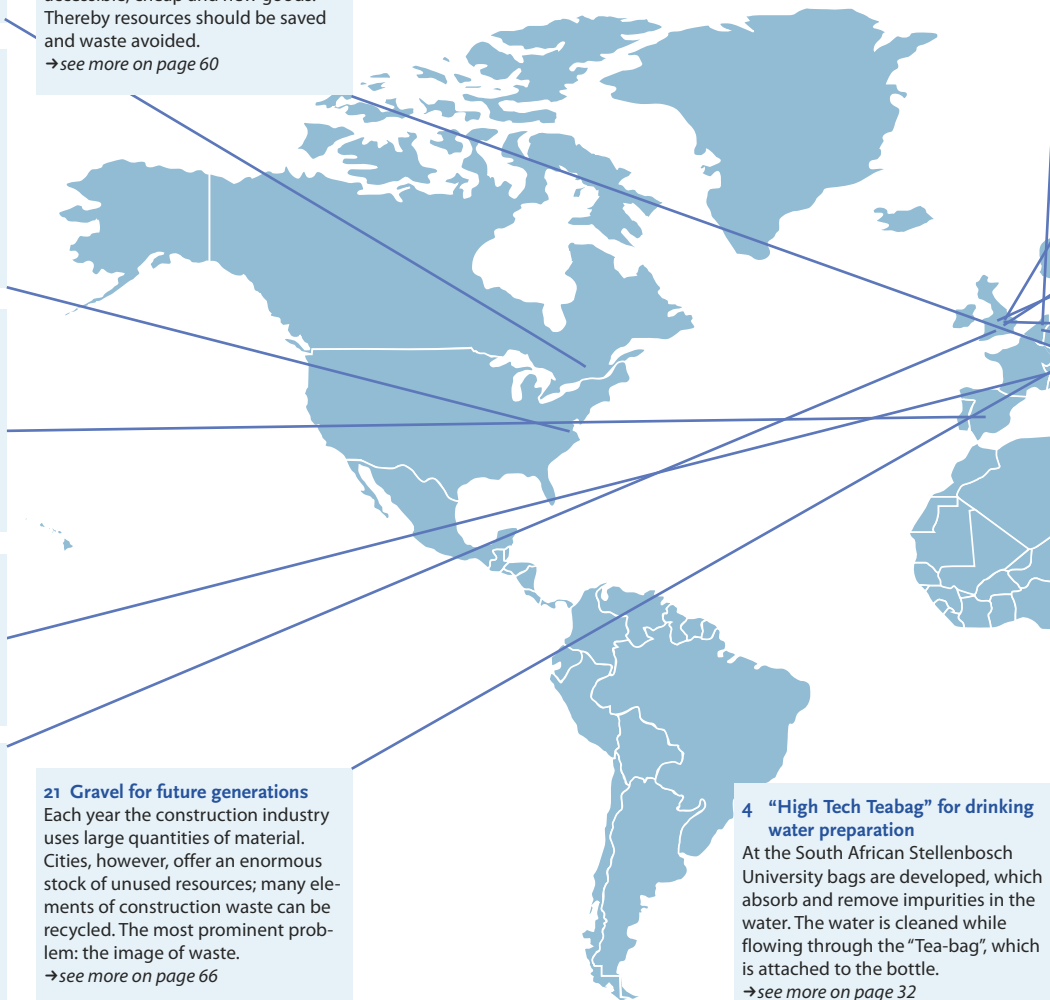 Thereby resources should be saved
and waste avoided.
→see more on page 60
21 Gravel for future generations
Each year the construction industry
uses large quantities of material.
Cities, however, offer an enormous
stock of unused resources; many ele-
ments of construction waste can be
recycled. The most prominent prob-
lem: the image of waste.
→see more on page 66
4 “High Tech Teabag” for drinking
water preparation
At the South African Stellenbosch
University bags are developed, which
absorb and remove impurities in the
water. The water is cleaned while
flowing through the “Tea-bag”, which
is attached to the bottle.
→see more on page 32